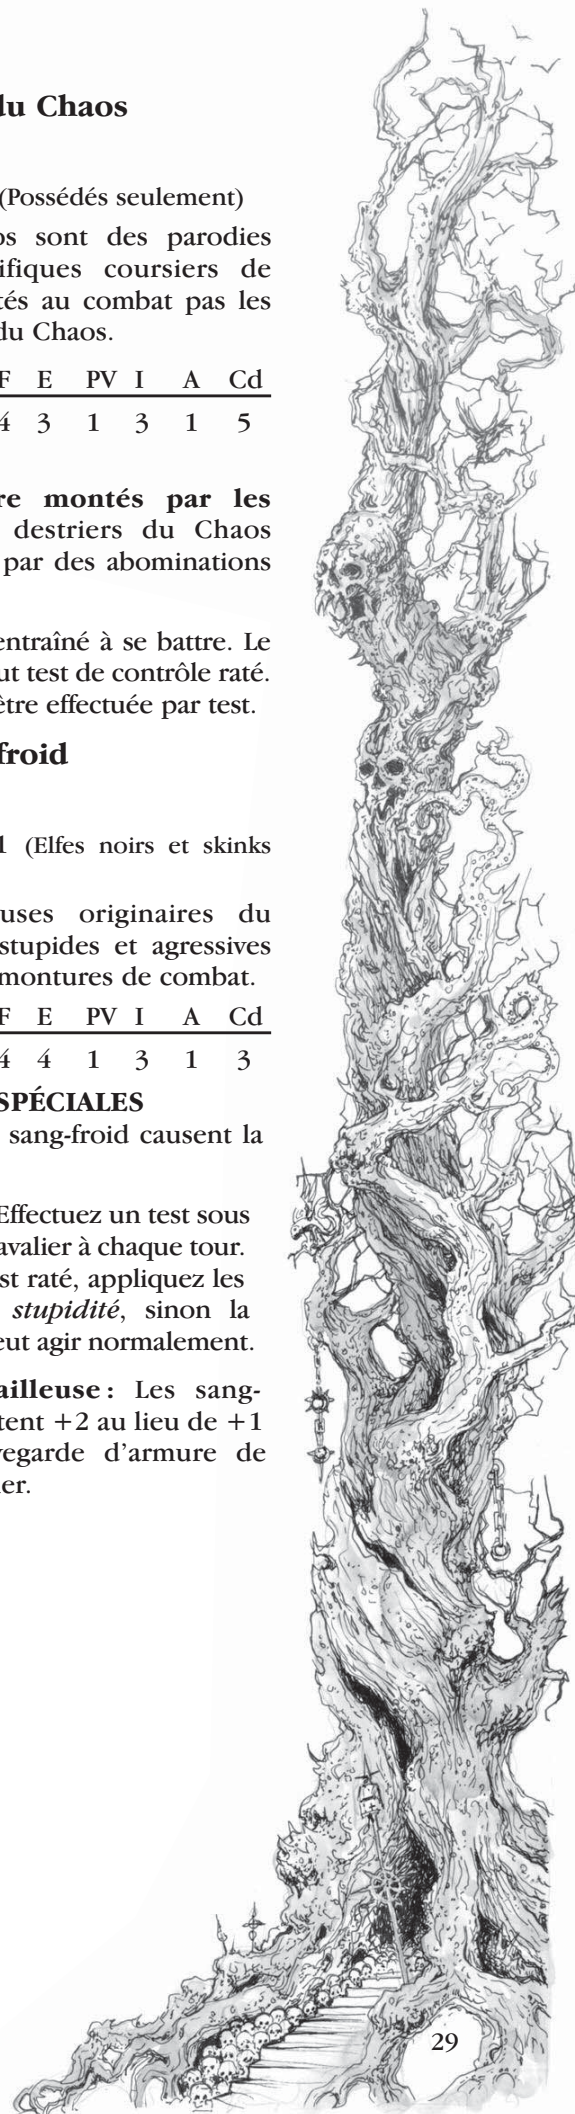 du Chaos
(Possédés seulement)
os sont des parodies
ifiques coursiers de
tés au combat pas les
du Chaos.
F E PV I A Cd
4 3 1 3 1 5
re montés par les
destriers du Chaos
par des abominations
entraîné à se battre. Le
ut test de contrôle raté.
être effectuée par test.
froid
1 (Elfes noirs et skinks
uses originaires du
stupides et agressives
montures de combat.
F E PV I A Cd
4 4 1 3 1 3
SPÉCIALES
sang-froid causent la
Effectuez un test sous
avalier à chaque tour.
st raté, appliquez les
stupidité, sinon la
eut agir normalement.
ailleuse : Les sang-
tent +2 au lieu de +1
vegarde d'armure de
er.
29